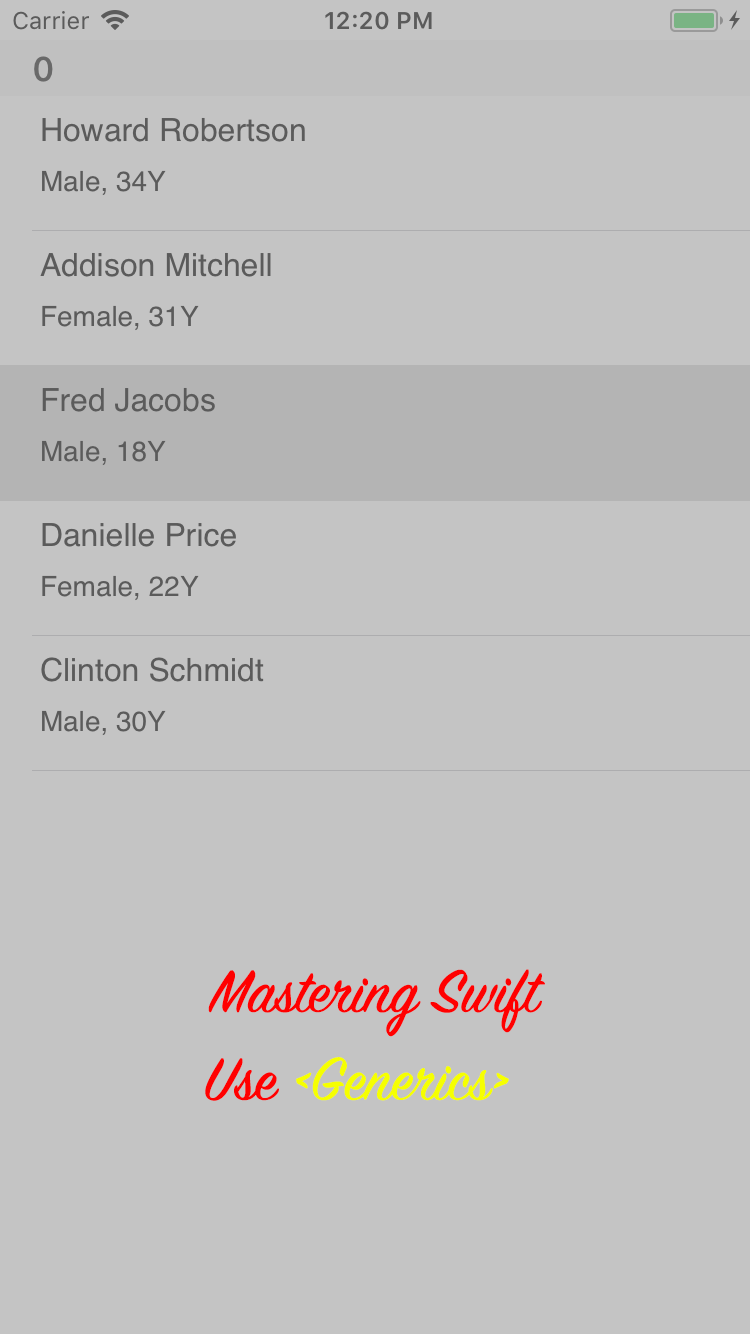 Carrier 12:20 PM
0
Howard Robertson
Male, 34Y
Addison Mitchell
Female, 31Y
Fred Jacobs
Male, 18Y
Danielle Price
Female, 22Y
Clinton Schmidt
Male, 30Y
Mastering Swift
Use <Generics>